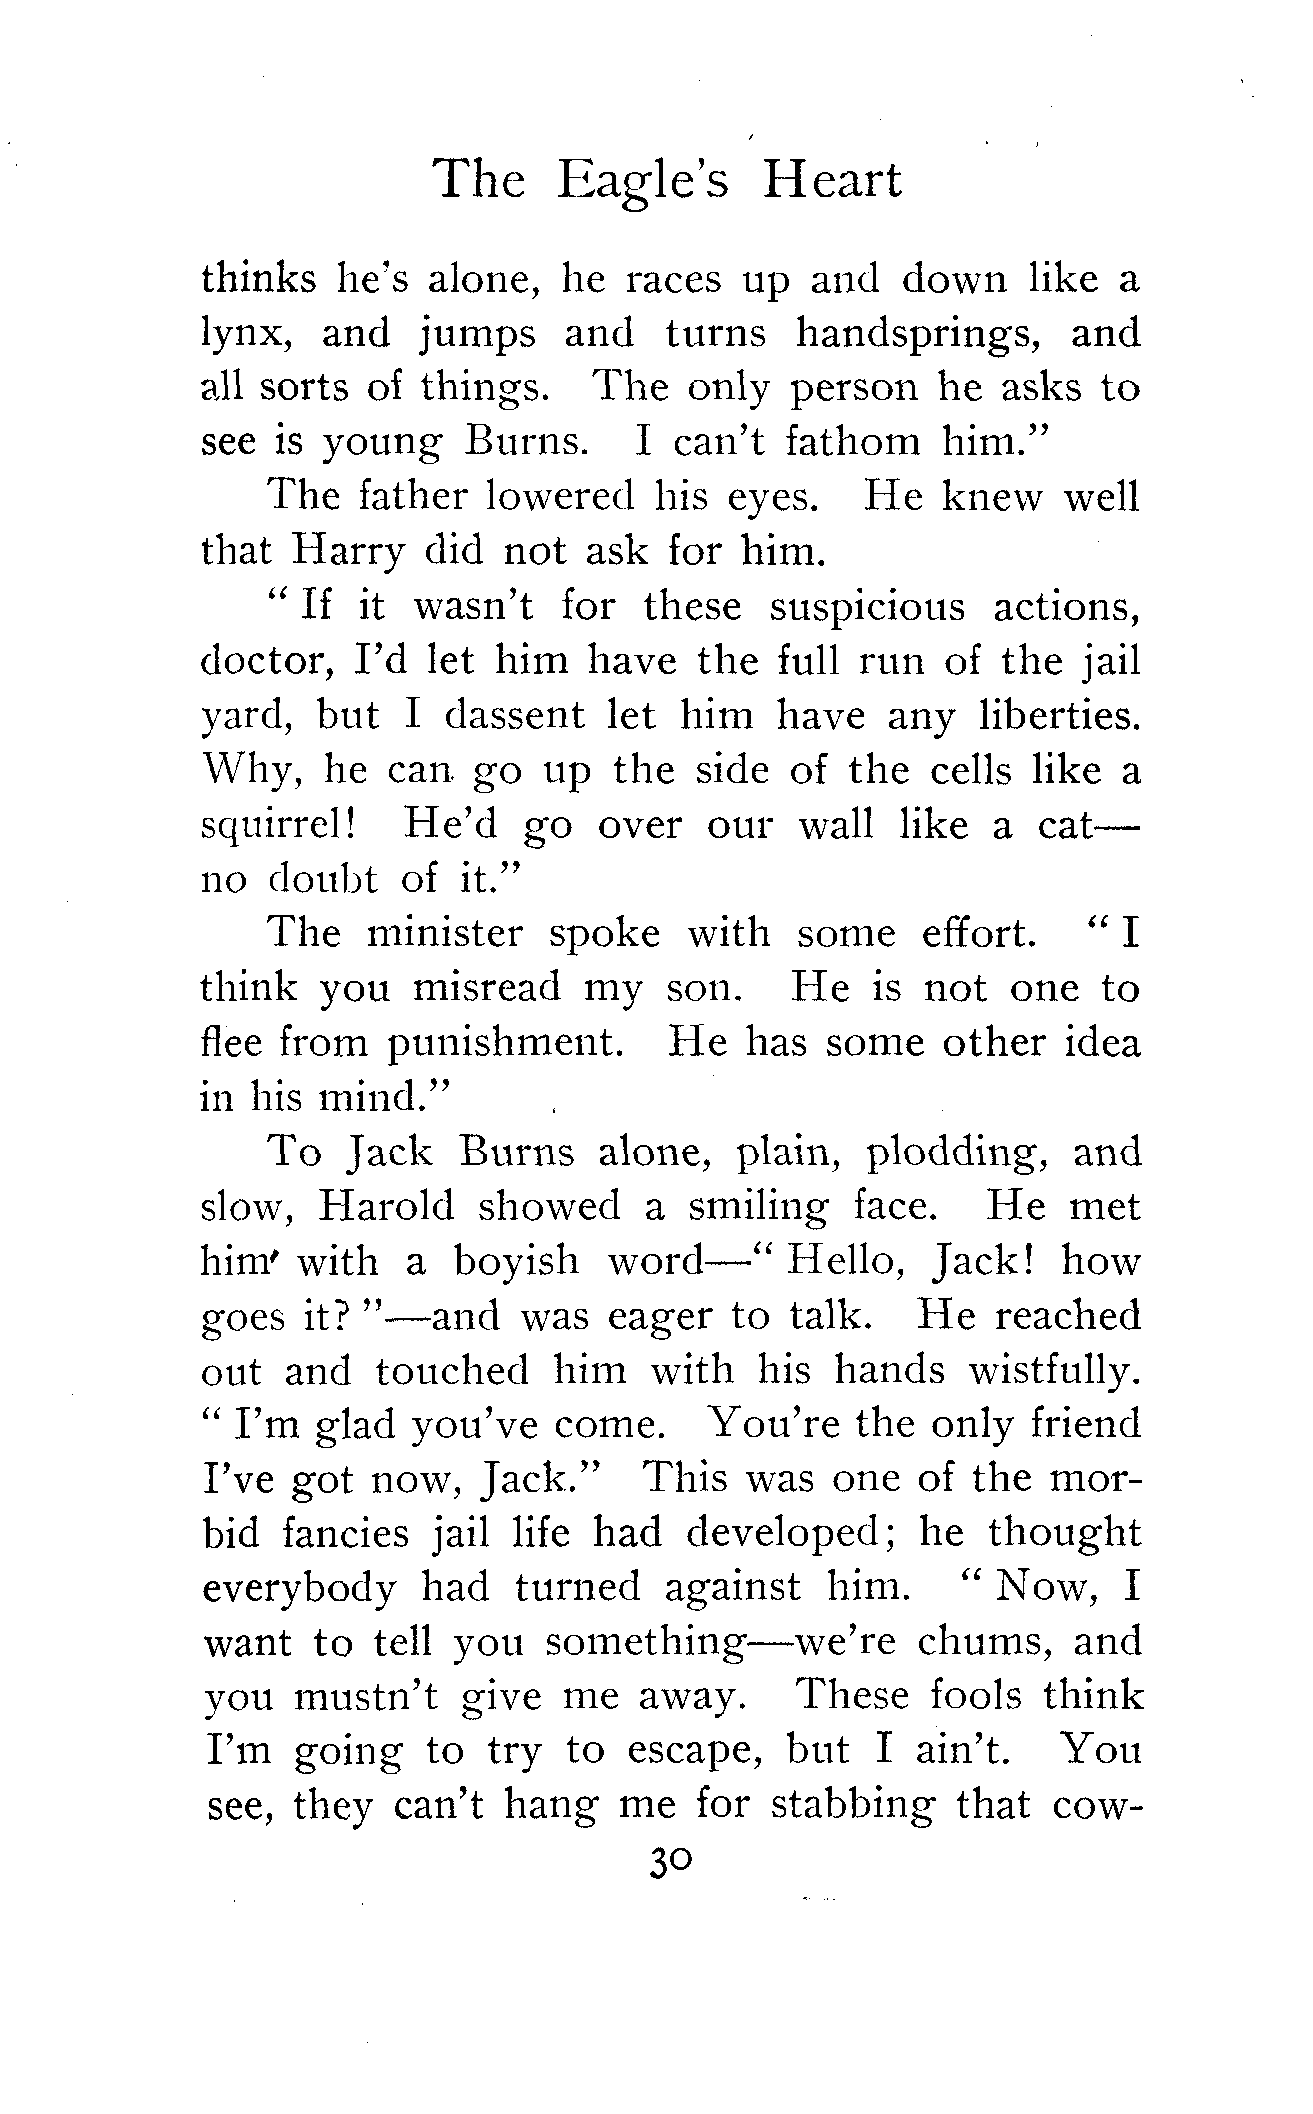 The Eagle's Heart
thinks he's alone, he races up and down like a
lynx, and jumps and turns handsprings, and
all sorts of things. The only person he asks to
see is young Burns. I can't fathom him."
The father lowered his eyes. He knew well
that Harry did not ask for him.
" If it wasn't for these suspicious actions,
doctor, I'd let him have the full run of the jail
yard, but I dassent let him have any liberties.
Why, he can go up the side of the cells like a
squirrel! He'd go over our wall like a cat—
no doubt of it."
The minister spoke with some effort. " I
think you misread my son. He is not one to
flee from punishment. He has some other idea
in his mind."
To Jack Burns alone, plain, plodding, and
slow, Harold showed a smiling face. He met
him' with a boyish word—" Hello, Jack! how
goes it? "—and was eager to talk. He reached
out and touched him with his hands wistfully.
" I'm glad you've come. You're the only friend
I've got now, Jack." This was one of the mor-
bid fancies jail life had developed; he thought
everybody had turned against him. " Now, I
want to tell you something—we're chums, and
you mustn't give me away. These fools think
I'm going to try to escape, but I ain't. You
see, they can't hang me for stabbing that cow-
30